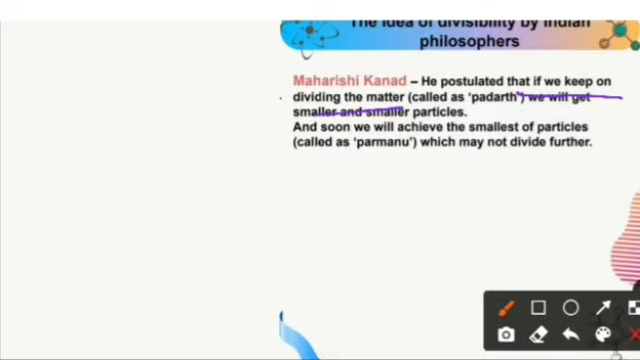 The idea of divisibility by Indian
philosophers
Maharishi Kanad – He postulated that if we keep on
dividing the matter (called as 'padarth') we will get
smaller and smaller particles.
And soon we will achieve the smallest of particles
(called as 'parmanu') which may not divide further.